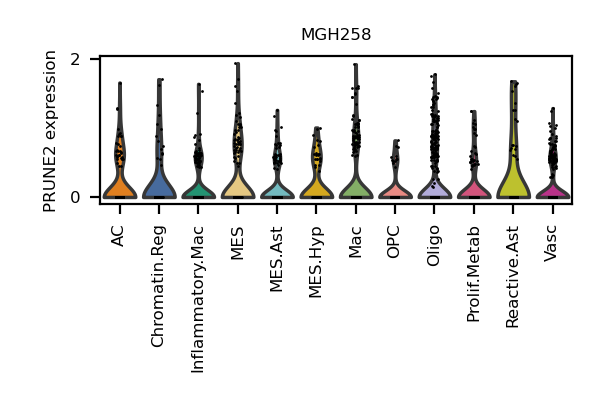 MGH258
PRUNE2 expression
2
0
AC
Chromatin.Reg
Inflammatory.Mac
MES
MES.Ast
MES.Hyp
Mac
OPC
Oligo
Prolif.Metab
Reactive.Ast
Vasc